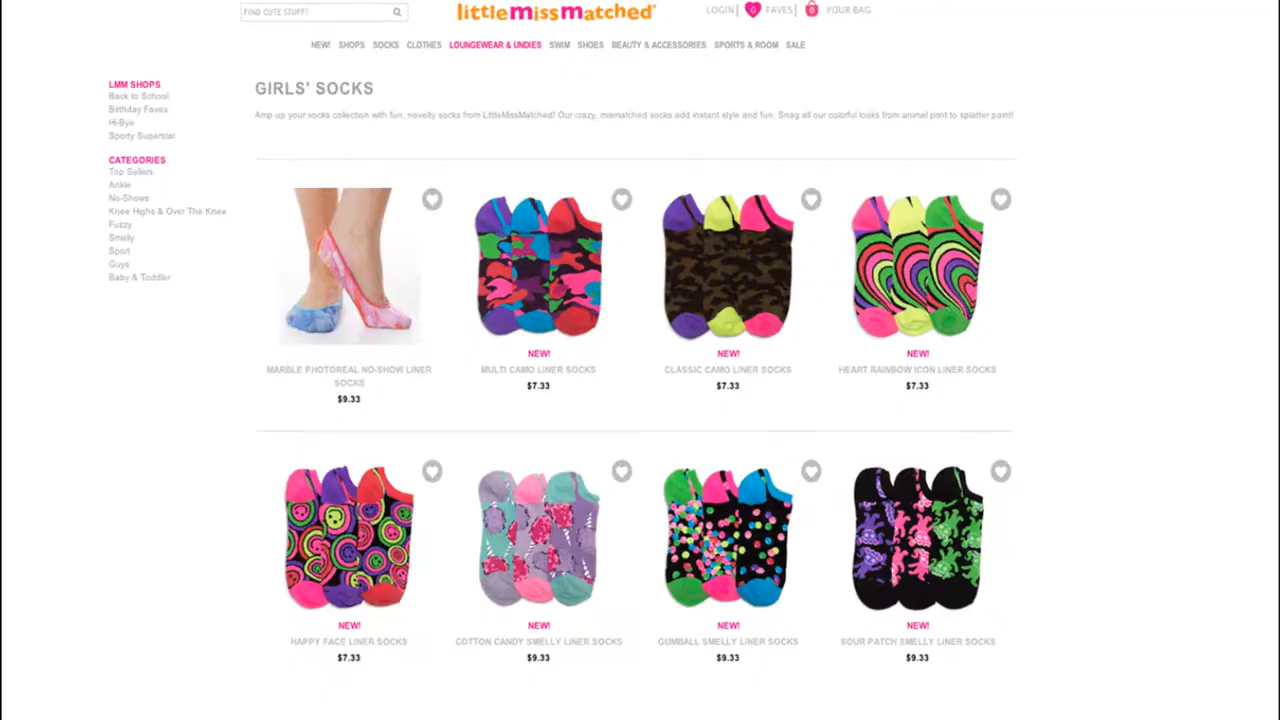 FIND CUTE STUFF!
littlemissmatched
LOGIN | 0 FAVES | 0 YOUR BAG
NEW! SHOPS SOCKS CLOTHES LOUNGEWEAR & UNDIES SWIM SHOES BEAUTY & ACCESSORIES SPORTS & ROOM SALE
LMM SHOPS
Back to School
Birthday Faves
Hi-Bye
Sporty Superstar
CATEGORIES
Top Sellers
Ankle
No-Shows
Knee Highs & Over The Knee
Fuzzy
Smelly
Sport
Guys
Baby & Toddler
GIRLS' SOCKS
Amp up your socks collection with fun, novelty socks from LittleMissMatched! Our crazy, mismatched socks add instant style and fun. Snag all our colorful looks from animal print to splatter paint!
MARBLE PHOTOREAL NO-SHOW LINER
SOCKS
$9.33
NEW!
MULTI CAMO LINER SOCKS
$7.33
NEW!
CLASSIC CAMO LINER SOCKS
$7.33
NEW!
HEART RAINBOW ICON LINER SOCKS
$7.33
NEW!
HAPPY FACE LINER SOCKS
$7.33
NEW!
COTTON CANDY SMELLY LINER SOCKS
$9.33
NEW!
GUMBALL SMELLY LINER SOCKS
$9.33
NEW!
SOUR PATCH SMELLY LINER SOCKS
$9.33